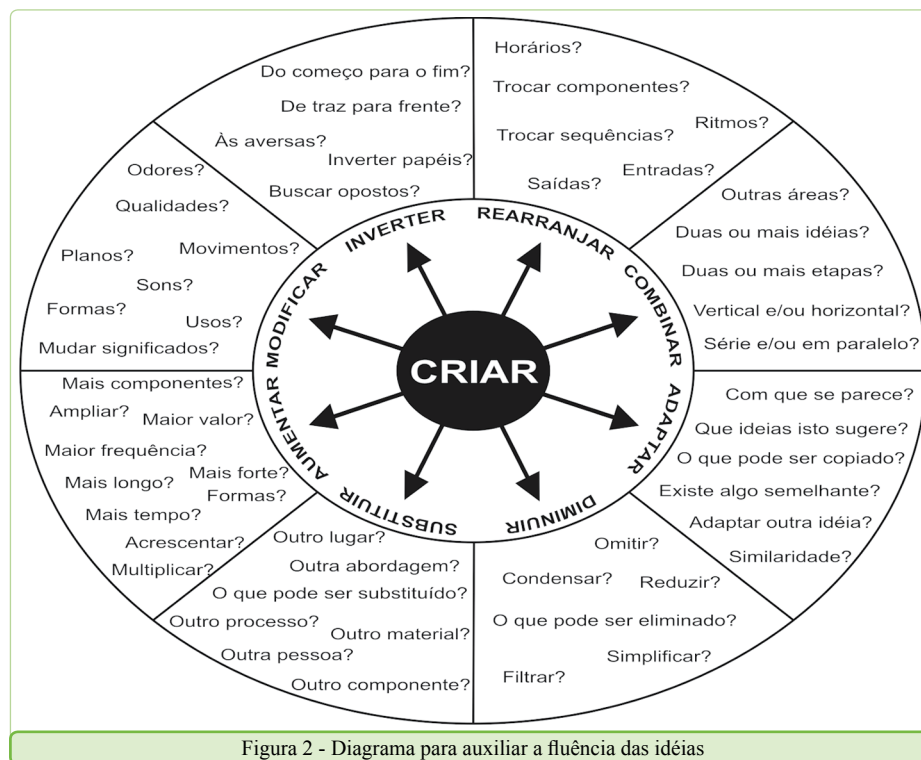 CRIAR
INVERTER
Do começo para o fim?
De traz para frente?
Às aversas?
Inverter papéis?
Buscar opostos?
REARRANJAR
Horários?
Trocar componentes?
Ritmos?
Trocar sequências?
Entradas?
Saídas?
COMBINAR
Outras áreas?
Duas ou mais idéias?
Duas ou mais etapas?
Vertical e/ou horizontal?
Série e/ou em paralelo?
ADAPTAR
Com que se parece?
Que ideias isto sugere?
O que pode ser copiado?
Existe algo semelhante?
Adaptar outra idéia?
Similaridade?
DIMINUIR
Omitir?
Condensar?
Reduzir?
O que pode ser eliminado?
Simplificar?
Filtrar?
SUBSTITUIR
Outro lugar?
Outra abordagem?
O que pode ser substituído?
Outro processo?
Outro material?
Outra pessoa?
Outro componente?
AUMENTAR
Mais componentes?
Ampliar?
Maior valor?
Maior frequência?
Mais forte?
Mais longo?
Formas?
Mais tempo?
Acrescentar?
Multiplicar?
MODIFICAR
Odores?
Qualidades?
Movimentos?
Planos?
Sons?
Formas?
Usos?
Mudar significados?
Figura 2 - Diagrama para auxiliar a fluência das idéias